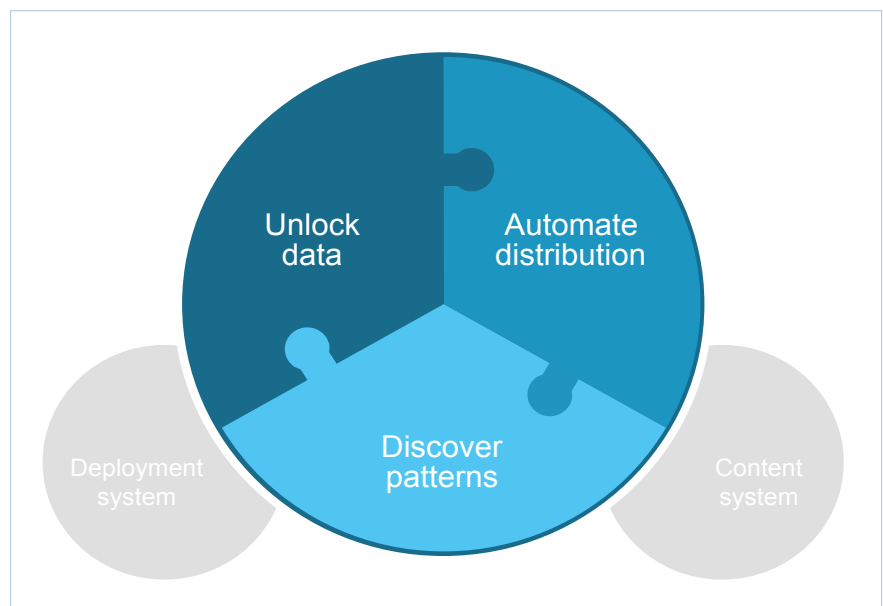 Unlock
data
Automate
distribution
Discover
patterns
Deployment
system
Content
system